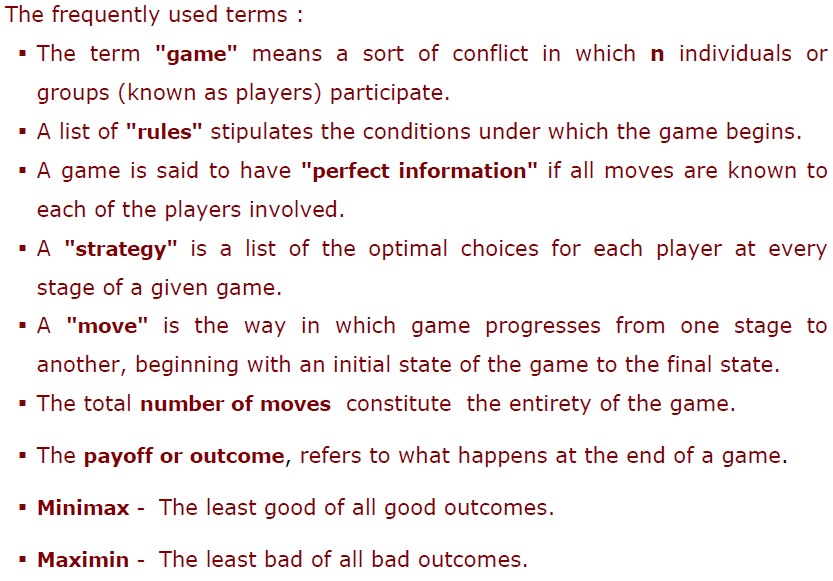 The frequently used terms :
▪ The term "game" means a sort of conflict in which n individuals or
groups (known as players) participate.
▪ A list of "rules" stipulates the conditions under which the game begins.
▪ A game is said to have "perfect information" if all moves are known to
each of the players involved.
▪ A "strategy" is a list of the optimal choices for each player at every
stage of a given game.
▪ A "move" is the way in which game progresses from one stage to
another, beginning with an initial state of the game to the final state.
▪ The total number of moves constitute the entirety of the game.
▪ The payoff or outcome, refers to what happens at the end of a game.
▪ Minimax - The least good of all good outcomes.
▪ Maximin - The least bad of all bad outcomes.